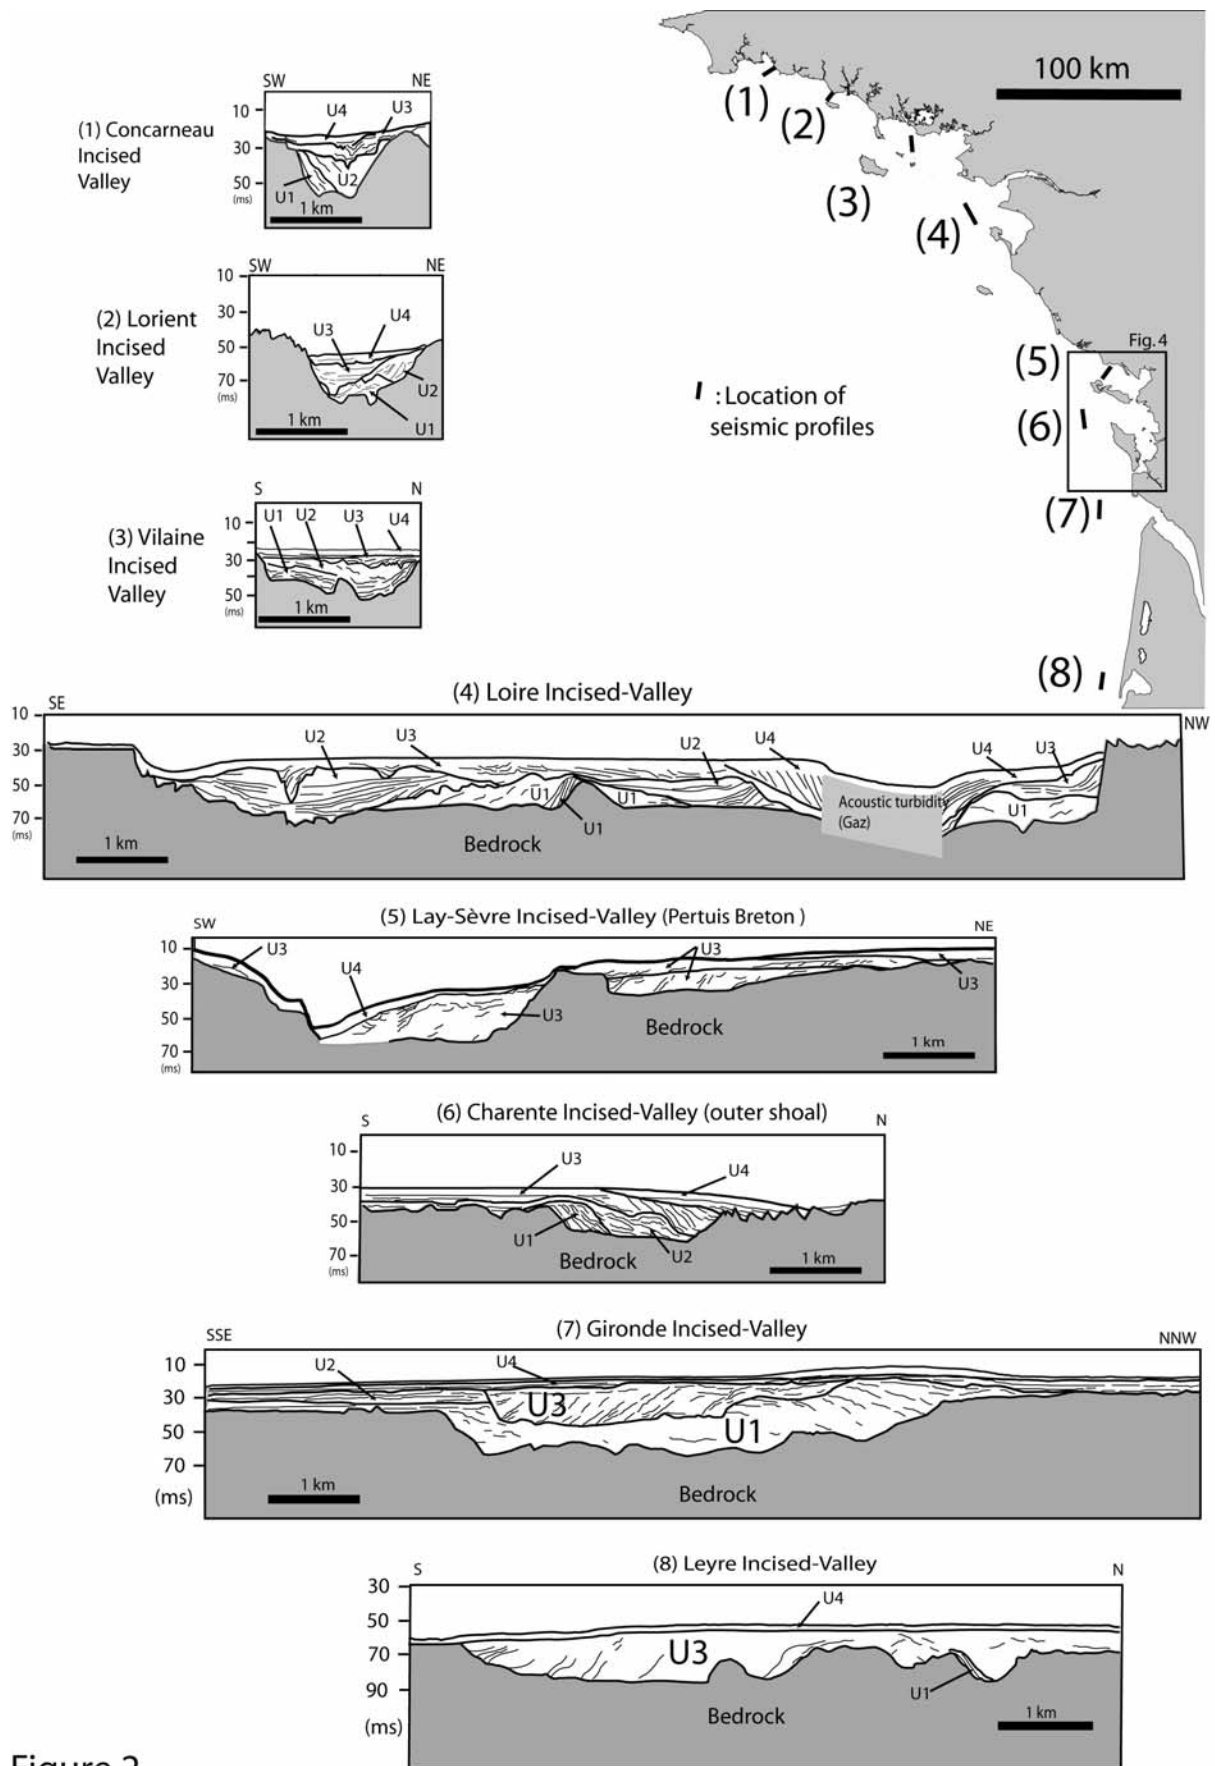 SW NE
10
30
50
(ms)
U4
U3
U2
U1
1 km
(1) Concarneau
Incised
Valley
SW NE
10
30
50
70
(ms)
U3
U4
U2
U1
1 km
(2) Lorient
Incised
Valley
S N
10
30
50
(ms)
U1 U2 U3 U4
1 km
(3) Vilaine
Incised
Valley
100 km
(1)
(2)
(3)
(4)
(5)
Fig. 4
(6)
(7)
(8)
: Location of
seismic profiles
(4) Loire Incised-Valley
SE
NW
10
30
50
70
(ms)
U2
U3
U2
U4
U4
U3
U1
U1
U1
U1
Acoustic turbidity
(Gaz)
Bedrock
1 km
(5) Lay-Sèvre Incised-Valley (Pertuis Breton )
SW
NE
10
30
50
70
(ms)
U3
U4
U3
U3
U3
Bedrock
1 km
(6) Charente Incised-Valley (outer shoal)
S
N
10
30
50
70
(ms)
U3
U4
U1
U2
Bedrock
1 km
(7) Gironde Incised-Valley
SSE
NNW
10
30
50
70
(ms)
U2
U4
U3
U1
Bedrock
1 km
(8) Leyre Incised-Valley
S
N
30
50
70
90
(ms)
U4
U3
U1
Bedrock
1 km